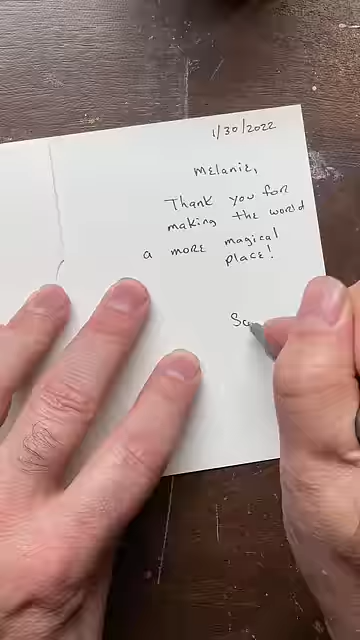 1/30/2022
Melanie,
Thank you for
making the world
a more magical
place!